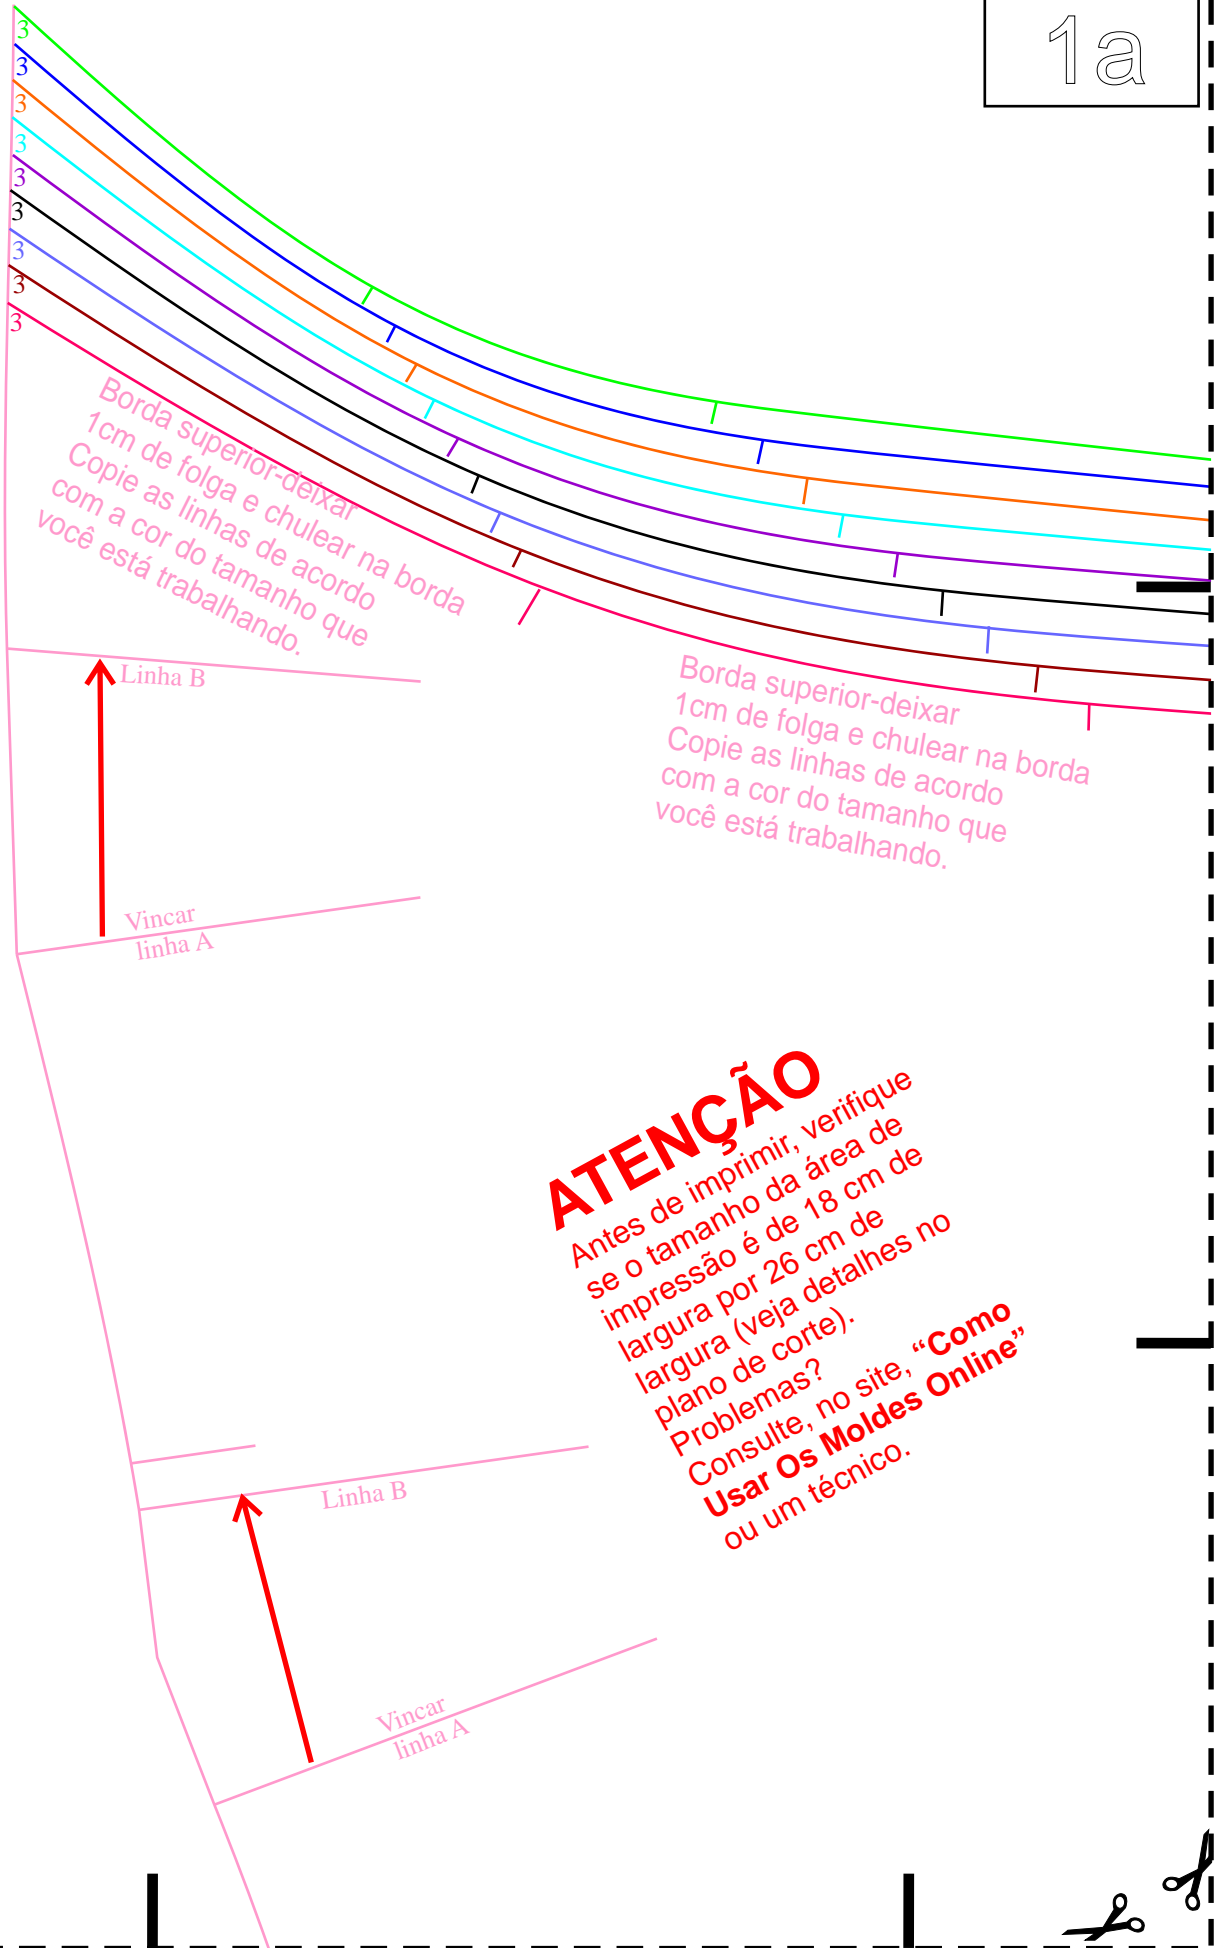 1a
3
3
3
3
3
3
3
3
3
Borda superior-deixar
1cm de folga e chulear na borda
Copie as linhas de acordo
com a cor do tamanho que
você está trabalhando.
Linha B
Borda superior-deixar
1cm de folga e chulear na borda
Copie as linhas de acordo
com a cor do tamanho que
você está trabalhando.
Vincar
linha A
ATENÇÃO
Antes de imprimir, verifique
se o tamanho da área de
impressão é de 18 cm de
largura por 26 cm de
largura (veja detalhes no
plano de corte).
Problemas?
Consulte, no site, “Como
Usar Os Moldes Online”
ou um técnico.
Linha B
Vincar
linha A